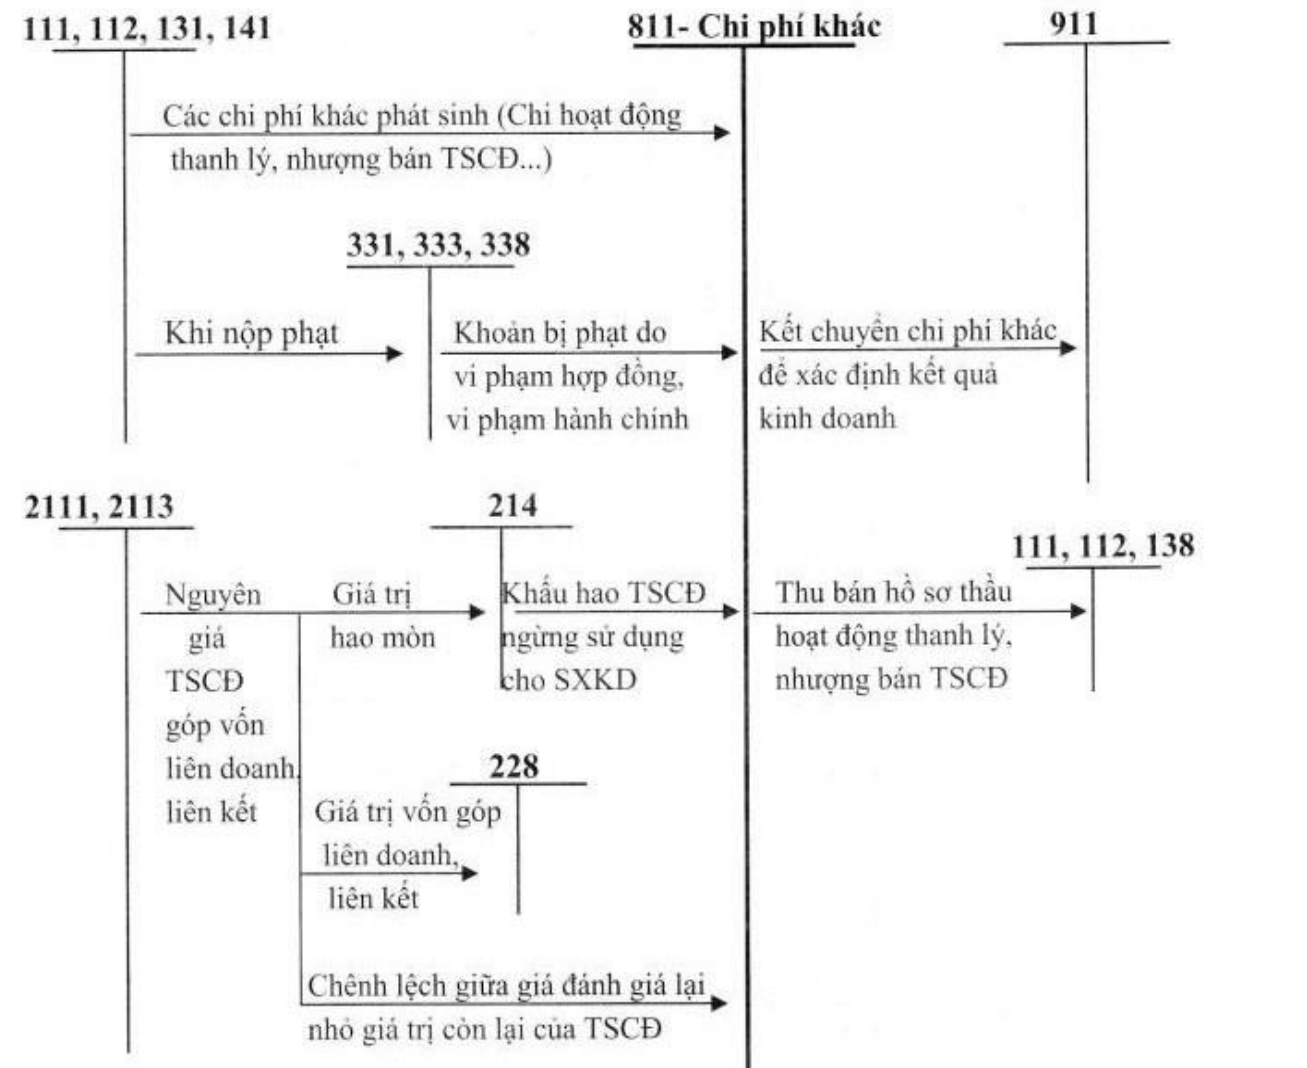 111, 112, 131, 141
811- Chi phí khác
911
Các chi phí khác phát sinh (Chi hoạt động
thanh lý, nhượng bán TSCĐ...)
331, 333, 338
Khi nộp phạt
Khoản bị phạt do
vi phạm hợp đồng,
vi phạm hành chính
Kết chuyển chi phí khác
để xác định kết quả
kinh doanh
2111, 2113
214
111, 112, 138
Nguyên
giá
TSCĐ
góp vốn
liên doanh,
liên kết
Giá trị
hao mòn
Khấu hao TSCĐ
ngừng sử dụng
cho SXKD
Thu bán hồ sơ thầu
hoạt động thanh lý,
nhượng bán TSCĐ
228
Giá trị vốn góp
liên doanh,
liên kết
Chênh lệch giữa giá đánh giá lại
nhỏ giá trị còn lại của TSCĐ